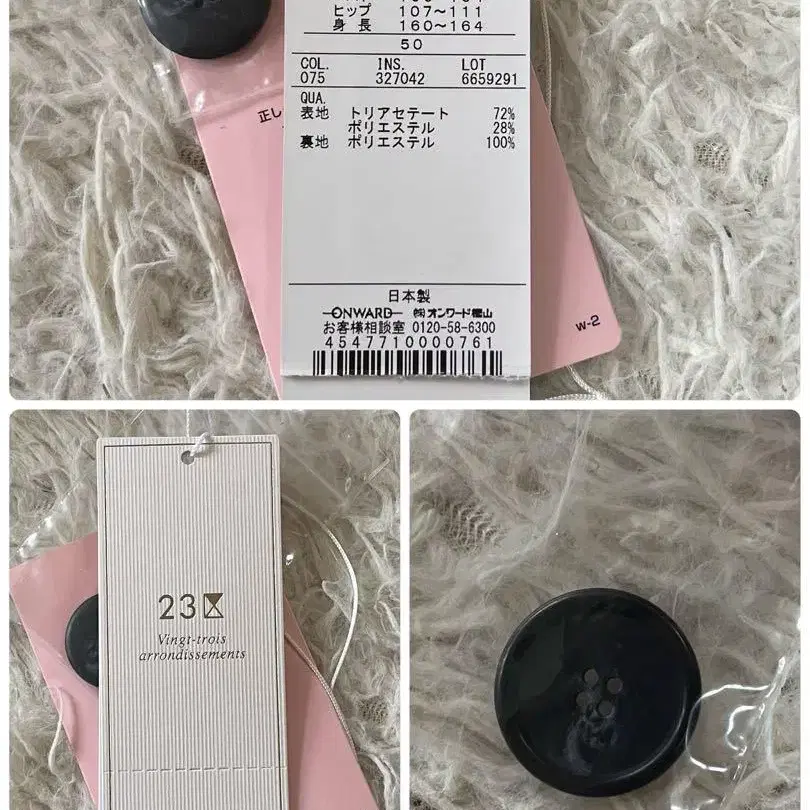 ヒップ 107～111
身長 160～164
50
COL. INS. LOT
075 327042 6659291
QUA.
表地 トリアセテート 72%
ポリエステル 28%
裏地 ポリエステル 100%
正し
日本製
ONWARD ㈱オンワード樫山
お客様相談室 0120-58-6300
4547710000761
W-2
23区
Vingt-trois
arrondissements